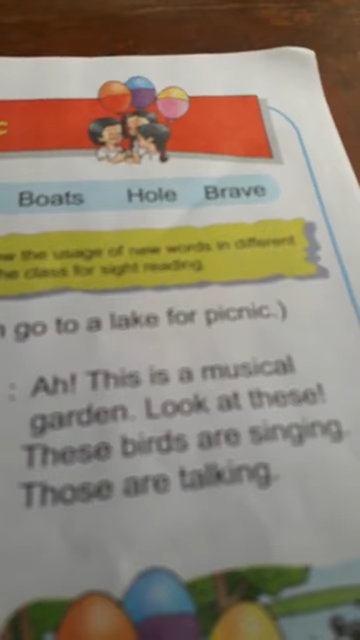 Boats Hole Brave
the usage of new words in different
class for sight reading.
go to a lake for picnic.)
: Ah! This is a musical
garden. Look at these!
These birds are singing.
Those are talking.